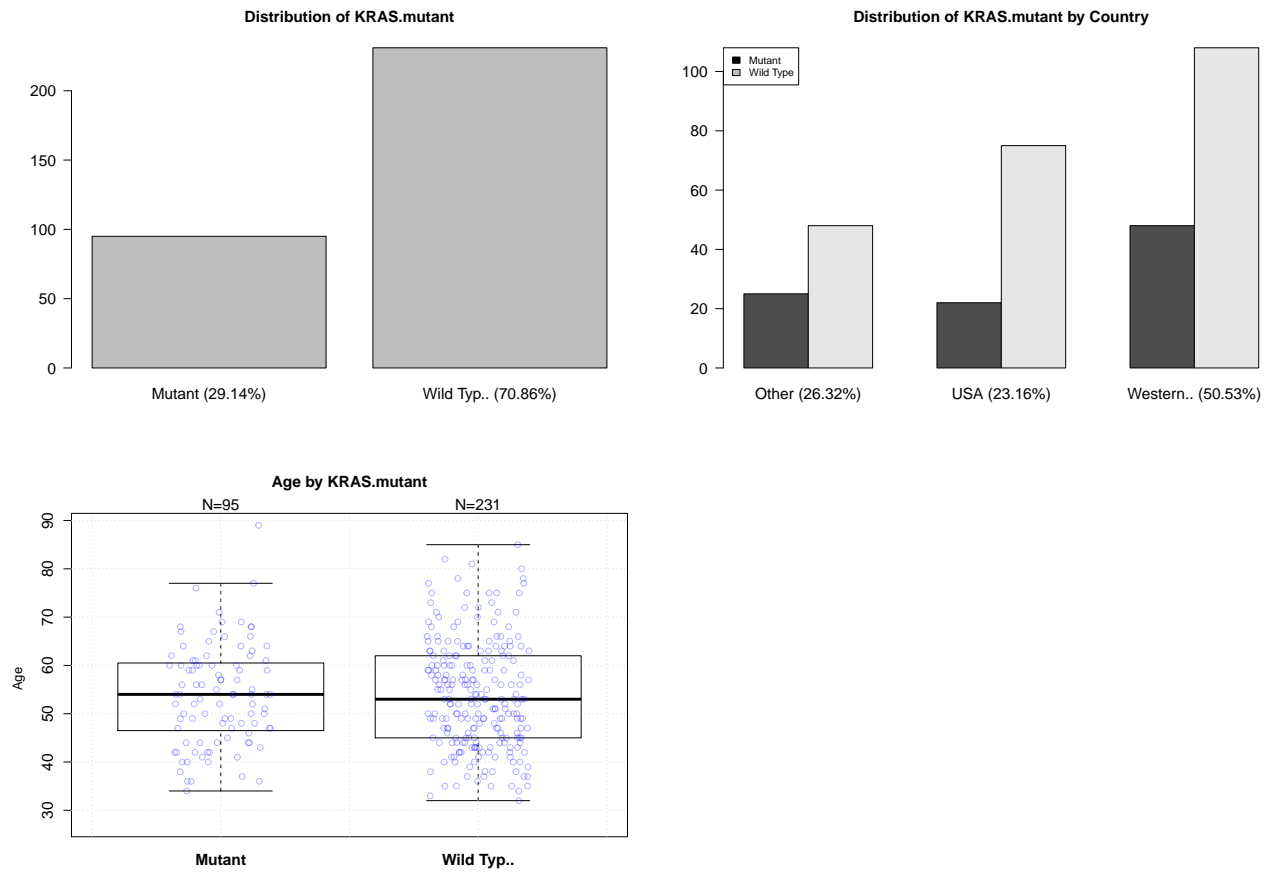 Distribution of KRAS.mutant
200
150
100
50
0
Mutant (29.14%)
Wild Typ.. (70.86%)
Distribution of KRAS.mutant by Country
Mutant
Wild Type
100
80
60
40
20
0
Other (26.32%)
USA (23.16%)
Western.. (50.53%)
Age by KRAS.mutant
N=95
N=231
Age
90
80
70
60
50
40
30
Mutant
Wild Typ..